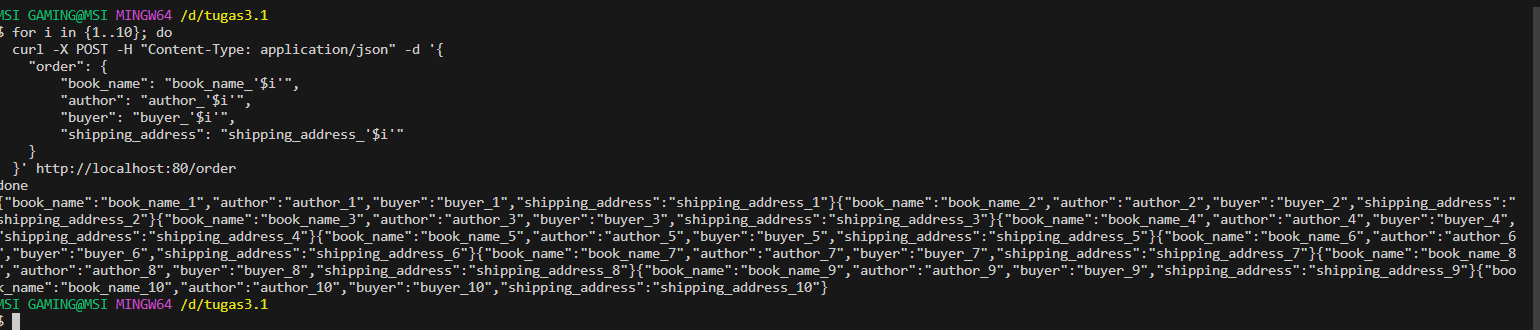 MSI GAMING@MSI MINGW64 /d/tugas3.1
$ for i in {1..10}; do
  curl -X POST -H "Content-Type: application/json" -d '{
    "order": {
        "book_name": "book_name_'$i'",
        "author": "author_'$i'",
        "buyer": "buyer_'$i'",
        "shipping_address": "shipping_address_'$i'"
    }
  }' http://localhost:80/order
done
{"book_name":"book_name_1","author":"author_1","buyer":"buyer_1","shipping_address":"shipping_address_1"}{"book_name":"book_name_2","author":"author_2","buyer":"buyer_2","shipping_address":"
shipping_address_2"}{"book_name":"book_name_3","author":"author_3","buyer":"buyer_3","shipping_address":"shipping_address_3"}{"book_name":"book_name_4","author":"author_4","buyer":"buyer_4",
"shipping_address":"shipping_address_4"}{"book_name":"book_name_5","author":"author_5","buyer":"buyer_5","shipping_address":"shipping_address_5"}{"book_name":"book_name_6","author":"author_6
","buyer":"buyer_6","shipping_address":"shipping_address_6"}{"book_name":"book_name_7","author":"author_7","buyer":"buyer_7","shipping_address":"shipping_address_7"}{"book_name":"book_name_8
","author":"author_8","buyer":"buyer_8","shipping_address":"shipping_address_8"}{"book_name":"book_name_9","author":"author_9","buyer":"buyer_9","shipping_address":"shipping_address_9"}{"boo
k_name":"book_name_10","author":"author_10","buyer":"buyer_10","shipping_address":"shipping_address_10"}
MSI GAMING@MSI MINGW64 /d/tugas3.1
$